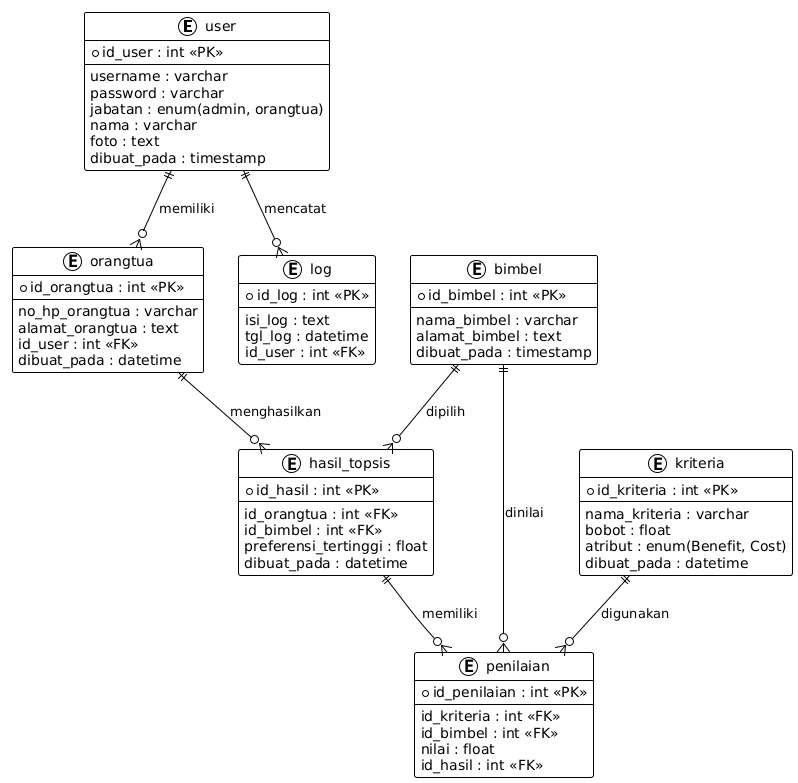 E user
id_user : int «PK»
username : varchar
password : varchar
jabatan : enum(admin, orangtua)
nama : varchar
foto : text
dibuat_pada : timestamp
memiliki
mencatat
E orangtua
id_orangtua : int «PK»
no_hp_orangtua : varchar
alamat_orangtua : text
id_user : int «FK»
dibuat_pada : datetime
E log
id_log : int «PK»
isi_log : text
tgl_log : datetime
id_user : int «FK»
E bimbel
id_bimbel : int «PK»
nama_bimbel : varchar
alamat_bimbel : text
dibuat_pada : timestamp
menghasilkan
dipilih
E hasil_topsis
id_hasil : int «PK»
id_orangtua : int «FK»
id_bimbel : int «FK»
preferensi_tertinggi : float
dibuat_pada : datetime
dinilai
E kriteria
id_kriteria : int «PK»
nama_kriteria : varchar
bobot : float
atribut : enum(Benefit, Cost)
dibuat_pada : datetime
memiliki
digunakan
E penilaian
id_penilaian : int «PK»
id_kriteria : int «FK»
id_bimbel : int «FK»
nilai : float
id_hasil : int «FK»